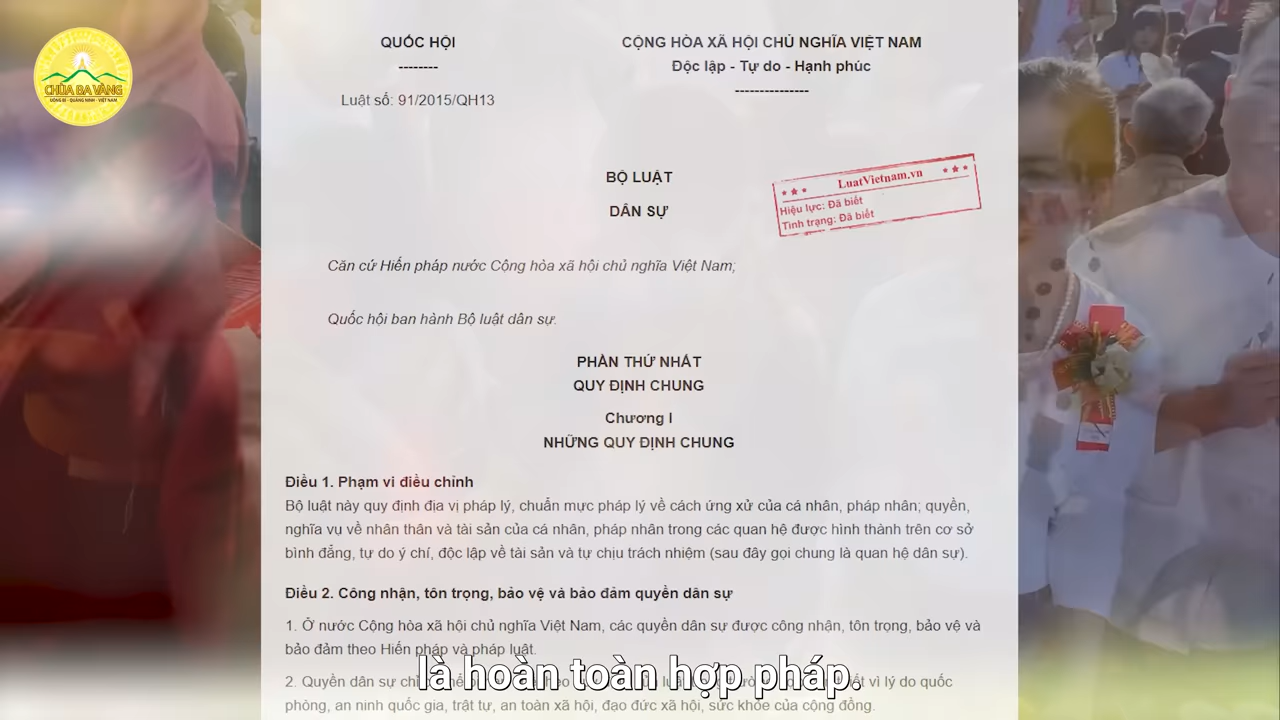 CHÙA BA VÀNG
UÔNG BÍ - QUẢNG NINH - VIỆT NAM
QUỐC HỘI
--------
Luật số: 91/2015/QH13
CỘNG HÒA XÃ HỘI CHỦ NGHĨA VIỆT NAM
Độc lập - Tự do - Hạnh phúc
---------------
BỘ LUẬT
DÂN SỰ
LuatVietnam.vn
Hiệu lực: Đã biết
Tình trạng: Đã biết
Căn cứ Hiến pháp nước Cộng hòa xã hội chủ nghĩa Việt Nam;
Quốc hội ban hành Bộ luật dân sự.
PHẦN THỨ NHẤT
QUY ĐỊNH CHUNG
Chương I
NHỮNG QUY ĐỊNH CHUNG
Điều 1. Phạm vi điều chỉnh
Bộ luật này quy định địa vị pháp lý, chuẩn mực pháp lý về cách ứng xử của cá nhân, pháp nhân; quyền,
nghĩa vụ về nhân thân và tài sản của cá nhân, pháp nhân trong các quan hệ được hình thành trên cơ sở
bình đẳng, tự do ý chí, độc lập về tài sản và tự chịu trách nhiệm (sau đây gọi chung là quan hệ dân sự).
Điều 2. Công nhận, tôn trọng, bảo vệ và bảo đảm quyền dân sự
1. Ở nước Cộng hòa xã hội chủ nghĩa Việt Nam, các quyền dân sự được công nhận, tôn trọng, bảo vệ và
bảo đảm theo Hiến pháp và pháp luật.
là hoàn toàn hợp pháp.
2. Quyền dân sự vì lý do quốc
phòng, an ninh quốc gia, trật tự, an toàn xã hội, đạo đức xã hội, sức khỏe của cộng đồng.